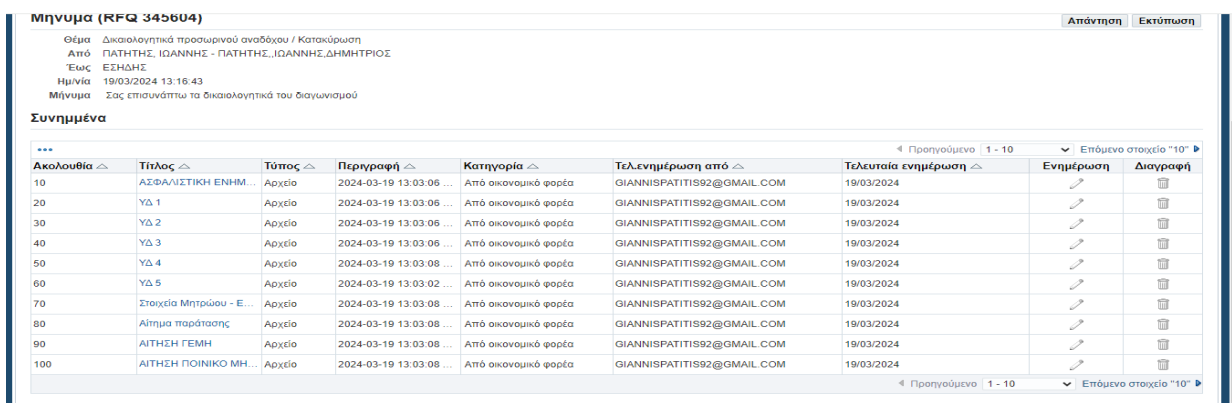 Μήνυμα (RFQ 345604) Απάντηση Εκτύπωση
Θέμα Δικαιολογητικά προσωρινού αναδόχου / Κατακύρωση
Από ΠΑΤΗΤΗΣ, ΙΩΑΝΝΗΣ - ΠΑΤΗΤΗΣ,,ΙΩΑΝΝΗΣ,ΔΗΜΗΤΡΙΟΣ
Έως ΕΣΗΔΗΣ
Ημ/νία 19/03/2024 13:16:43
Μήνυμα Σας επισυνάπτω τα δικαιολογητικά του διαγωνισμού
Συνημμένα
... Προηγούμενο 1 - 10 Επόμενο στοιχείο "10"
Ακολουθία Τίτλος Τύπος Περιγραφή Κατηγορία Τελ.ενημέρωση από Τελευταία ενημέρωση Ενημέρωση Διαγραφή
10 ΑΣΦΑΛΙΣΤΙΚΗ ΕΝΗΜ... Αρχείο 2024-03-19 13:03:06 ... Από οικονομικό φορέα GIANNISPATITIS92@GMAIL.COM 19/03/2024
20 ΥΔ 1 Αρχείο 2024-03-19 13:03:06 ... Από οικονομικό φορέα GIANNISPATITIS92@GMAIL.COM 19/03/2024
30 ΥΔ 2 Αρχείο 2024-03-19 13:03:06 ... Από οικονομικό φορέα GIANNISPATITIS92@GMAIL.COM 19/03/2024
40 ΥΔ 3 Αρχείο 2024-03-19 13:03:06 ... Από οικονομικό φορέα GIANNISPATITIS92@GMAIL.COM 19/03/2024
50 ΥΔ 4 Αρχείο 2024-03-19 13:03:08 ... Από οικονομικό φορέα GIANNISPATITIS92@GMAIL.COM 19/03/2024
60 ΥΔ 5 Αρχείο 2024-03-19 13:03:02 ... Από οικονομικό φορέα GIANNISPATITIS92@GMAIL.COM 19/03/2024
70 Στοιχεία Μητρώου - Ε... Αρχείο 2024-03-19 13:03:08 ... Από οικονομικό φορέα GIANNISPATITIS92@GMAIL.COM 19/03/2024
80 Αίτημα παράτασης Αρχείο 2024-03-19 13:03:08 ... Από οικονομικό φορέα GIANNISPATITIS92@GMAIL.COM 19/03/2024
90 ΑΙΤΗΣΗ ΓΕΜΗ Αρχείο 2024-03-19 13:03:08 ... Από οικονομικό φορέα GIANNISPATITIS92@GMAIL.COM 19/03/2024
100 ΑΙΤΗΣΗ ΠΟΙΝΙΚΟ ΜΗ... Αρχείο 2024-03-19 13:03:08 ... Από οικονομικό φορέα GIANNISPATITIS92@GMAIL.COM 19/03/2024
Προηγούμενο 1 - 10 Επόμενο στοιχείο "10"